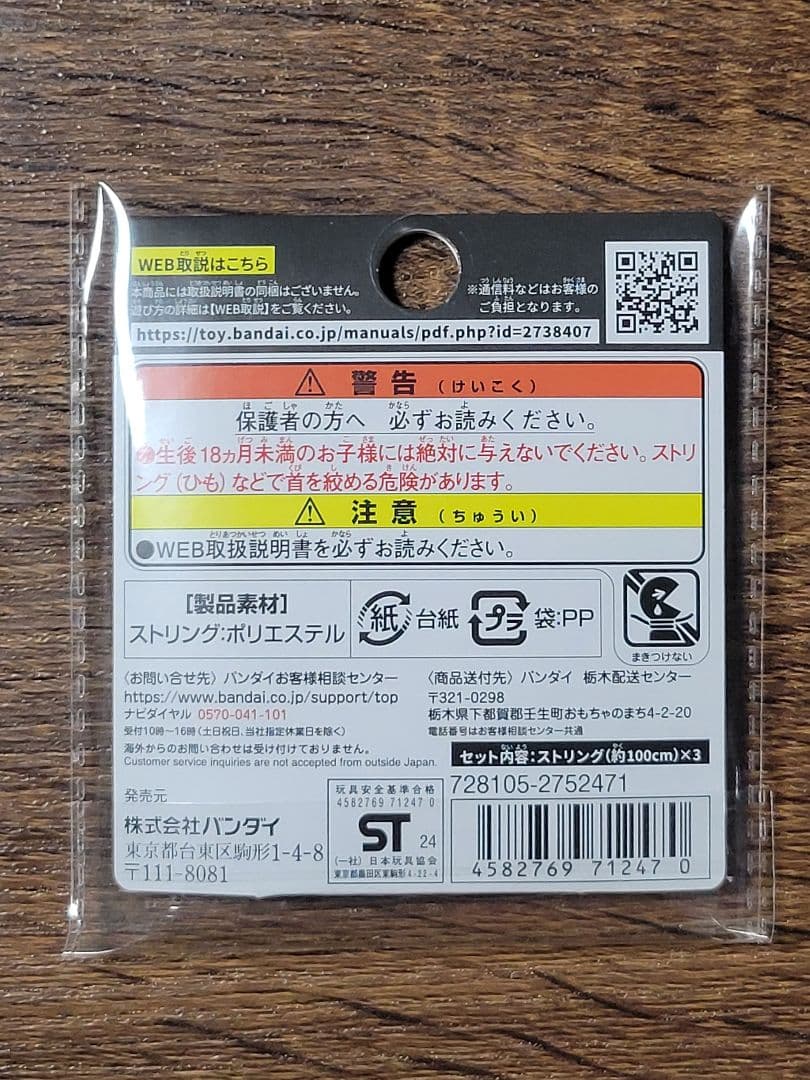 WEB取説はこちら
本商品には取扱説明書の同梱はございません。
遊び方の詳細は【WEB取説】をご覧ください。
※通信料などはお客様の
ご負担となります。
https://toy.bandai.co.jp/manuals/pdf.php?id=2738407
⚠ 警告 (けいこく)
保護者の方へ 必ずお読みください。
生後18ヵ月未満のお子様には絶対に与えないでください。ストリ
ング(ひも)などで首を絞める危険があります。
⚠ 注意 (ちゅうい)
●WEB取扱説明書を必ずお読みください。
[製品素材]
ストリング:ポリエステル
紙 台紙
プラ 袋:PP
まきつけない
〈お問い合せ先〉バンダイお客様相談センター
https://www.bandai.co.jp/support/top
ナビダイヤル 0570-041-101
受付10時~16時(土日祝日、当社指定休業日を除く)
海外からのお問い合わせは受け付けておりません。
Customer service inquiries are not accepted from outside Japan.
〈商品送付先〉バンダイ 栃木配送センター
〒321-0298
栃木県下都賀郡壬生町おもちゃのまち4-2-20
電話番号はお客様相談センター共通
セット内容:ストリング(約100cm)×3
728105-2752471
発売元
株式会社バンダイ
東京都台東区駒形1-4-8
〒111-8081
玩具安全基準合格
4582769 71247 0
ST 24
(一社)日本玩具協会
東京都墨田区東駒形4-22-4
4582769 71247 0